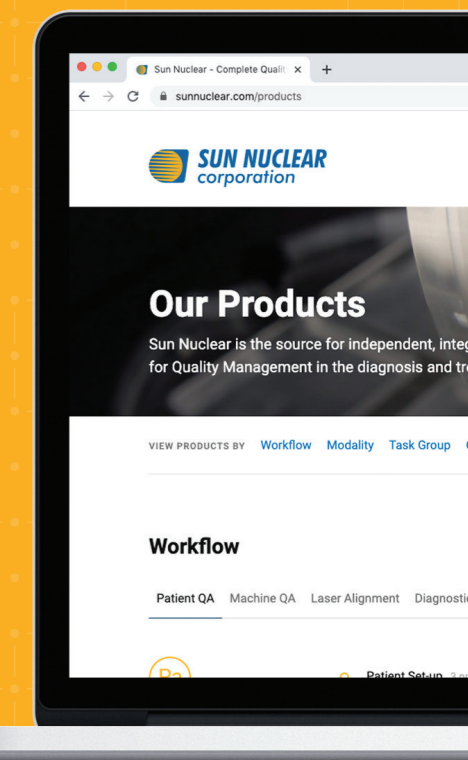 Sun Nuclear - Complete Qualit
sunnuclear.com/products
SUN NUCLEAR
corporation
Our Products
Sun Nuclear is the source for independent, integ
for Quality Management in the diagnosis and tr
VIEW PRODUCTS BY Workflow Modality Task Group
Workflow
Patient QA Machine QA Laser Alignment Diagnostic
Patient Set-up